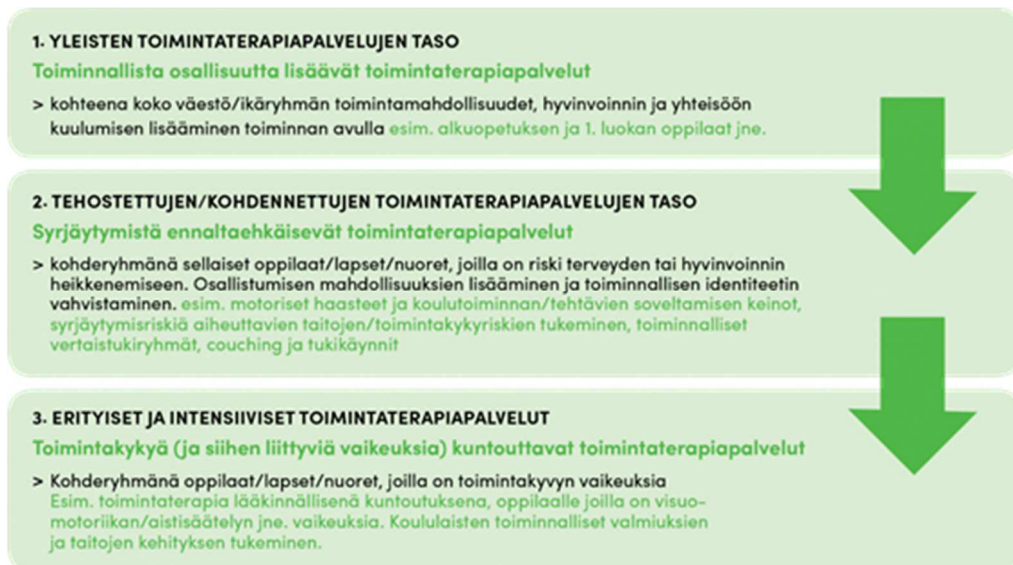 1. YLEISTEN TOIMINTATERAPIAPALVELUJEN TASO
Toiminnallista osallisuutta lisäävät toimintaterapiapalvelut
> kohteena koko väestö/ikäryhmän toimintamahdollisuudet, hyvinvoinnin ja yhteisöön
kuulumisen lisääminen toiminnan avulla esim. alkuopetuksen ja 1. luokan oppilaat jne.
2. TEHOSTETTUJEN/KOHDENNETTUJEN TOIMINTATERAPIAPALVELUJEN TASO
Syrjäytymistä ennaltaehkäisevät toimintaterapiapalvelut
> kohderyhmänä sellaiset oppilaat/lapset/nuoret, joilla on riski terveyden tai hyvinvoinnin
heikkenemiseen. Osallistumisen mahdollisuuksien lisääminen ja toiminnallisen identiteetin
vahvistaminen. esim. motoriset haasteet ja koulutoiminnan/tehtävien soveltamisen keinot,
syrjäytymisriskiä aiheuttavien taitojen/toimintakykyriskien tukeminen, toiminnalliset
vertaistukiryhmät, couching ja tukikäynnit
3. ERITYISET JA INTENSIIVISET TOIMINTATERAPIAPALVELUT
Toimintakykyä (ja siihen liittyviä vaikeuksia) kuntouttavat toimintaterapiapalvelut
> Kohderyhmänä oppilaat/lapset/nuoret, joilla on toimintakyvyn vaikeuksia
Esim. toimintaterapia lääkinnällisenä kuntoutuksena, oppilaalle joilla on visuo-
motoriikan/aistisäätelyn jne. vaikeuksia. Koululaisten toiminnalliset valmiuksien
ja taitojen kehityksen tukeminen.